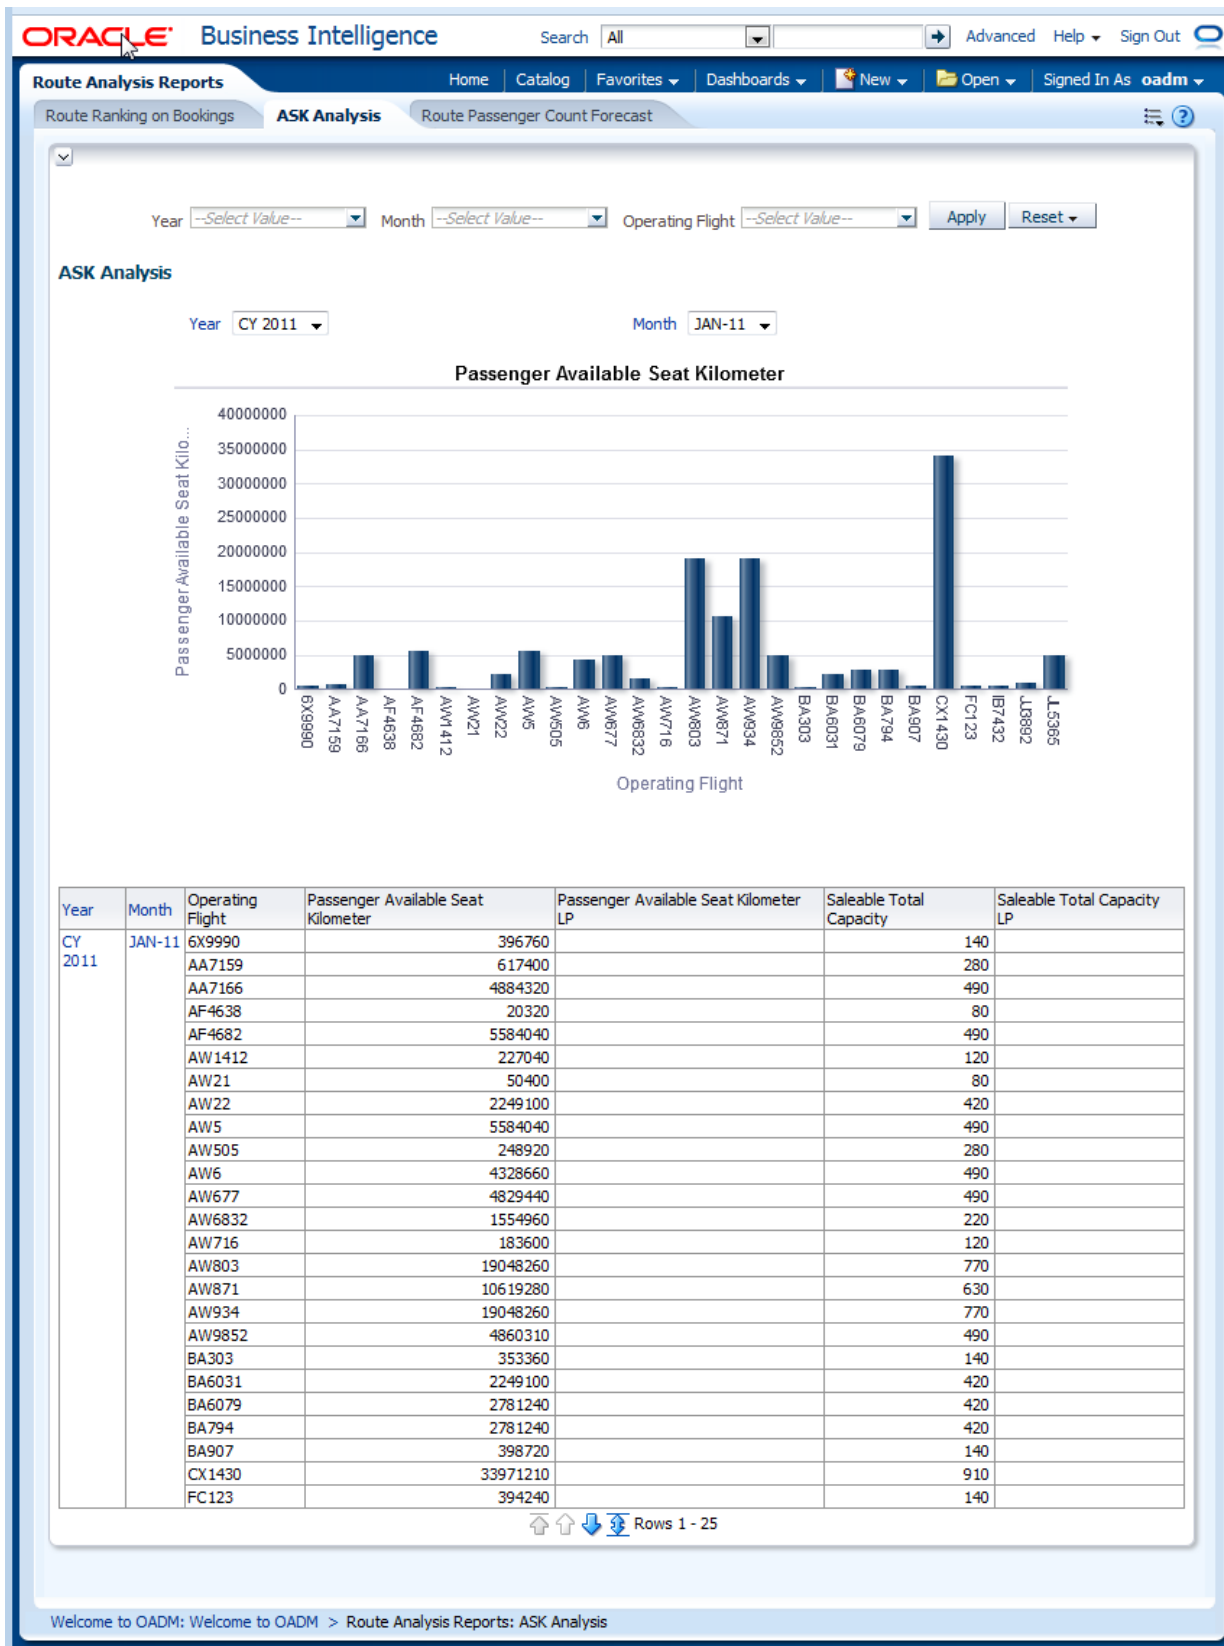 ORACLE Business Intelligence Search All Advanced Help Sign Out
Route Analysis Reports Home Catalog Favorites Dashboards New Open Signed In As oadm
Route Ranking on Bookings ASK Analysis Route Passenger Count Forecast
Year --Select Value-- Month --Select Value-- Operating Flight --Select Value-- Apply Reset
ASK Analysis
Year CY 2011 Month JAN-11
Passenger Available Seat Kilometer
Passenger Available Seat Kilo...
40000000
35000000
30000000
25000000
20000000
15000000
10000000
5000000
0
6X9990 AA7159 AA7166 AF4638 AF4682 AW1412 AW21 AW22 AW5 AW505 AW6 AW677 AW6832 AW716 AW803 AW871 AW934 AW9852 BA303 BA6031 BA6079 BA794 BA907 CX1430 FC123 IB7432 JJ3892 JL5365
Operating Flight
Year Month Operating Flight Passenger Available Seat Kilometer Passenger Available Seat Kilometer LP Saleable Total Capacity Saleable Total Capacity LP
CY 2011 JAN-11 6X9990 396760 140
AA7159 617400 280
AA7166 4884320 490
AF4638 20320 80
AF4682 5584040 490
AW1412 227040 120
AW21 50400 80
AW22 2249100 420
AW5 5584040 490
AW505 248920 280
AW6 4328660 490
AW677 4829440 490
AW6832 1554960 220
AW716 183600 120
AW803 19048260 770
AW871 10619280 630
AW934 19048260 770
AW9852 4860310 490
BA303 353360 140
BA6031 2249100 420
BA6079 2781240 420
BA794 2781240 420
BA907 398720 140
CX1430 33971210 910
FC123 394240 140
Rows 1 - 25
Welcome to OADM: Welcome to OADM > Route Analysis Reports: ASK Analysis